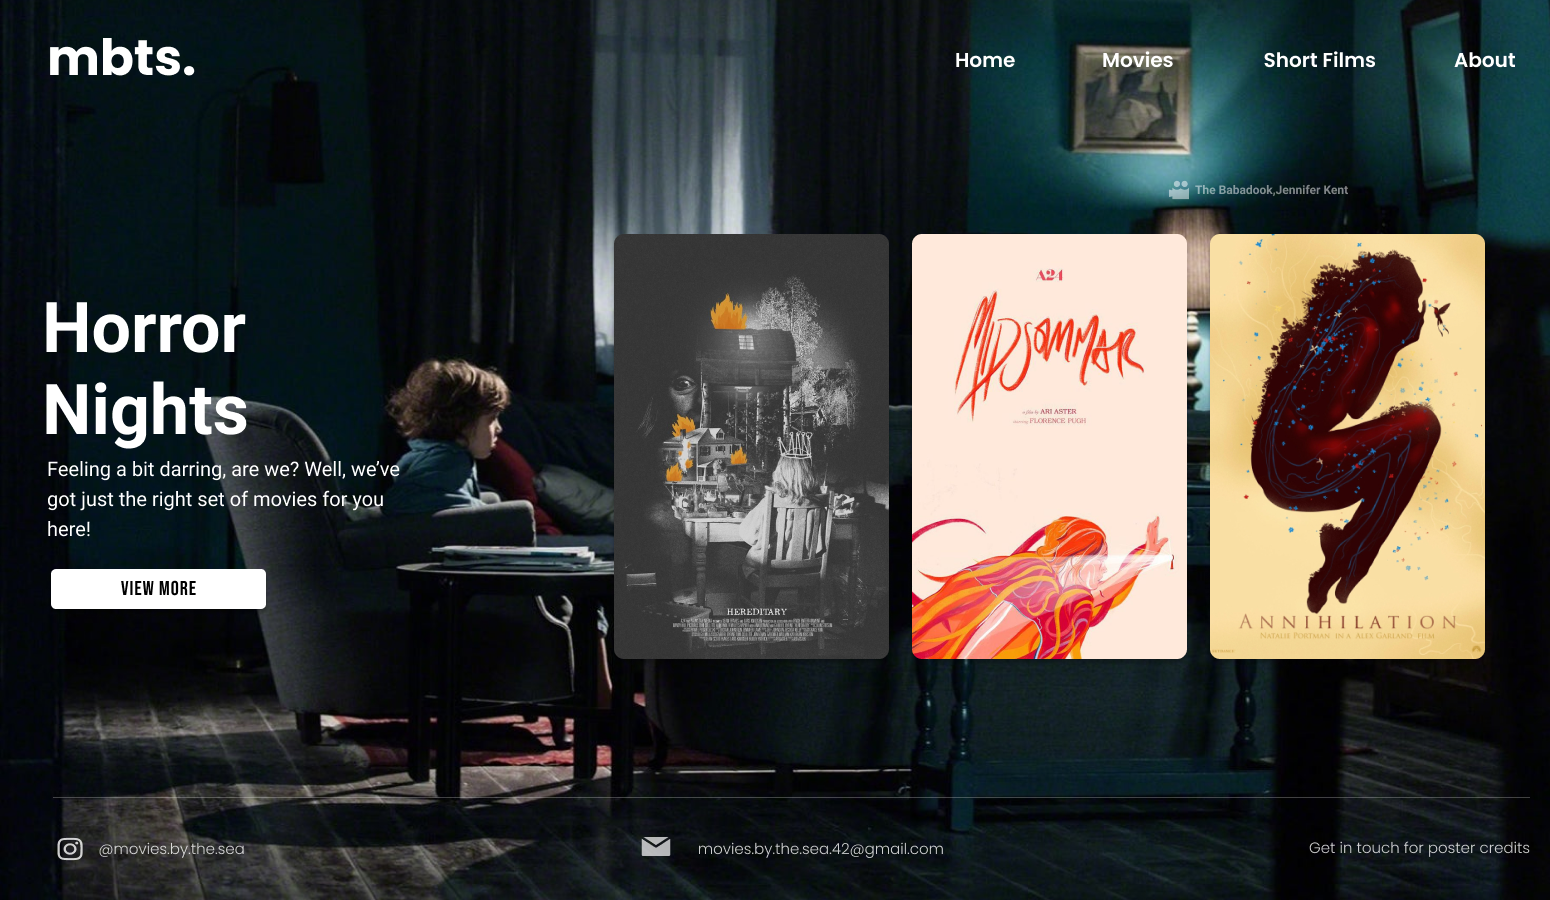 mbts.
Home
Movies
Short Films
About
The Babadook,Jennifer Kent
Horror
Nights
Feeling a bit darring, are we? Well, we’ve
got just the right set of movies for you
here!
VIEW MORE
HEREDITARY
A24
MIDSOMMAR
a film by ARI ASTER
starring FLORENCE PUGH
ANNIHILATION
NATALIE PORTMAN IN A ALEX GARLAND FILM
@movies.by.the.sea
movies.by.the.sea.42@gmail.com
Get in touch for poster credits